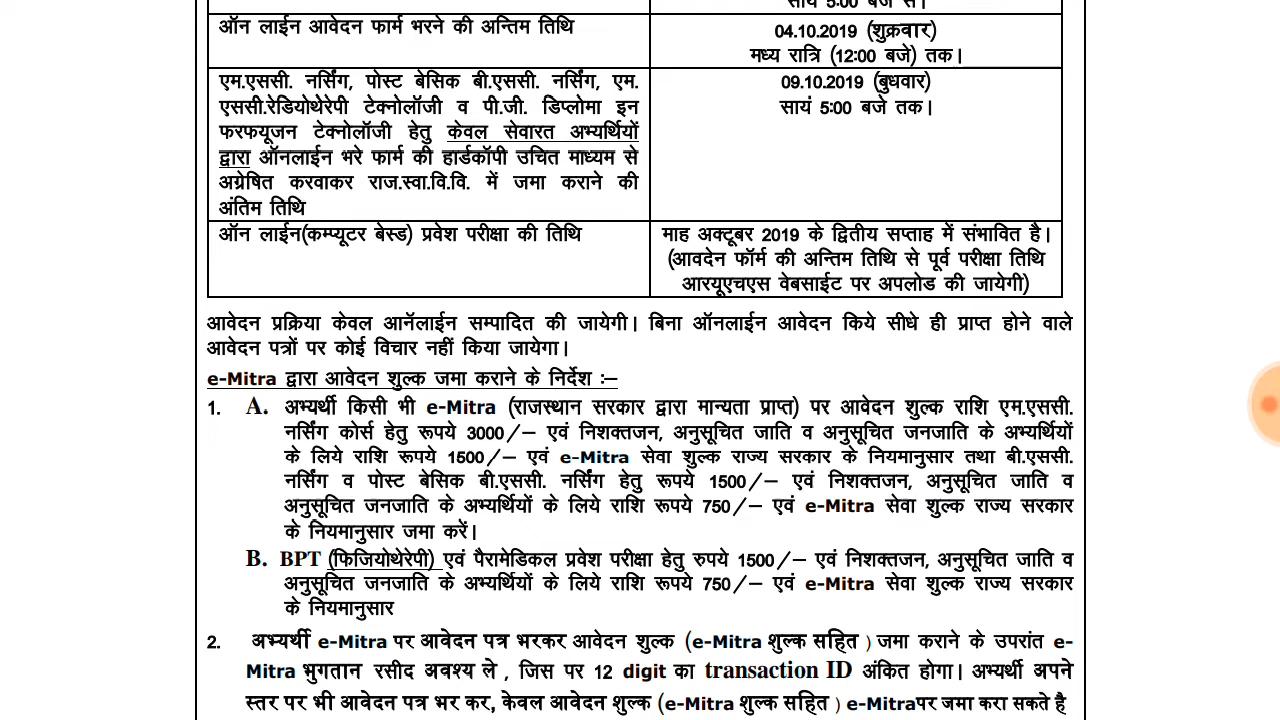 सायं 5:00 बजे से।
ऑन लाईन आवेदन फार्म भरने की अन्तिम तिथि
04.10.2019 (शुक्रवार)
मध्य रात्रि (12:00 बजे) तक।
एम.एससी. नर्सिंग, पोस्ट बेसिक बी.एससी. नर्सिंग, एम.
एससी.रेडियोथेरेपी टेक्नोलॉजी व पी.जी. डिप्लोमा इन
फरफयूजन टेक्नोलॉजी हेतु केवल सेवारत अभ्यर्थियों
द्वारा ऑनलाईन भरे फार्म की हार्डकॉपी उचित माध्यम से
अग्रेषित करवाकर राज.स्वा.वि.वि. में जमा कराने की
अंतिम तिथि
09.10.2019 (बुधवार)
सायं 5:00 बजे तक।
ऑन लाईन(कम्प्यूटर बेस्ड) प्रवेश परीक्षा की तिथि
माह अक्टूबर 2019 के द्वितीय सप्ताह में संभावित है।
(आवदेन फॉर्म की अन्तिम तिथि से पूर्व परीक्षा तिथि
आरयूएचएस वेबसाईट पर अपलोड की जायेगी)
आवेदन प्रक्रिया केवल आनॅलाईन सम्पादित की जायेगी। बिना ऑनलाईन आवेदन किये सीधे ही प्राप्त होने वाले
आवेदन पत्रों पर कोई विचार नहीं किया जायेगा।
e-Mitra द्वारा आवेदन शुल्क जमा कराने के निर्देश :–
1. A. अभ्यर्थी किसी भी e-Mitra (राजस्थान सरकार द्वारा मान्यता प्राप्त) पर आवेदन शुल्क राशि एम.एससी.
नर्सिंग कोर्स हेतु रूपये 3000/– एवं निशक्तजन, अनुसूचित जाति व अनुसूचित जनजाति के अभ्यर्थियों
के लिये राशि रूपये 1500/– एवं e-Mitra सेवा शुल्क राज्य सरकार के नियमानुसार तथा बी.एससी.
नर्सिंग व पोस्ट बेसिक बी.एससी. नर्सिंग हेतु रूपये 1500/– एवं निशक्तजन, अनुसूचित जाति व
अनुसूचित जनजाति के अभ्यर्थियों के लिये राशि रूपये 750/– एवं e-Mitra सेवा शुल्क राज्य सरकार
के नियमानुसार जमा करें।
B. BPT (फिजियोथेरेपी) एवं पैरामेडिकल प्रवेश परीक्षा हेतु रुपये 1500/– एवं निशक्तजन, अनुसूचित जाति व
अनुसूचित जनजाति के अभ्यर्थियों के लिये राशि रूपये 750/– एवं e-Mitra सेवा शुल्क राज्य सरकार
के नियमानुसार
2. अभ्यर्थी e-Mitra पर आवेदन पत्र भरकर आवेदन शुल्क (e-Mitra शुल्क सहित ) जमा कराने के उपरांत e-
Mitra भुगतान रसीद अवश्य ले , जिस पर 12 digit का transaction ID अंकित होगा। अभ्यर्थी अपने
स्तर पर भी आवेदन पत्र भर कर, केवल आवेदन शुल्क (e-Mitra शुल्क सहित ) e-Mitraपर जमा करा सकते है